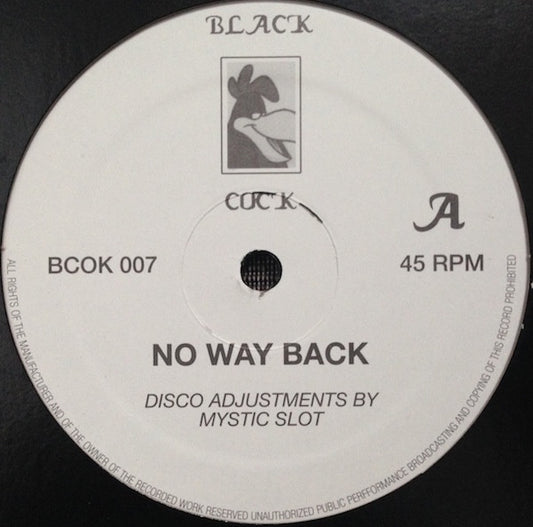 BLACK
COCK
A
BCOK 007
45 RPM
NO WAY BACK
DISCO ADJUSTMENTS BY
MYSTIC SLOT
ALL RIGHTS OF THE MANUFACTURER AND OF THE OWNER OF THE RECORDED WORK RESERVED UNAUTHORIZED PUBLIC PERFFORMANCE BROADCASTING AND COPYING OF THIS RECORD PROHIBITED